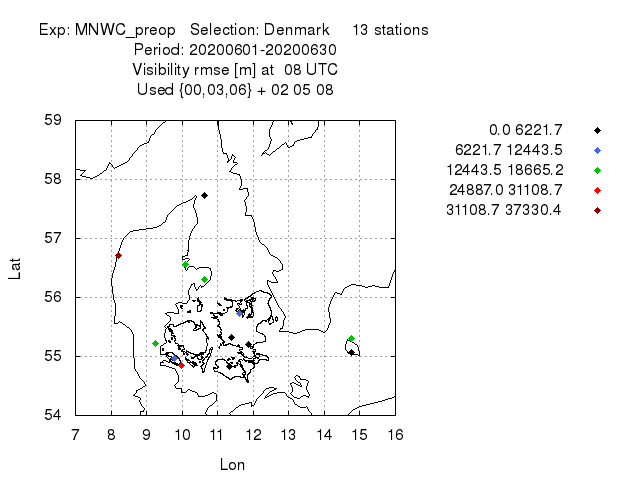 Exp: MNWC_preop Selection: Denmark 13 stations
Period: 20200601-20200630
Visibility rmse [m] at 08 UTC
Used {00,03,06} + 02 05 08
0.0 6221.7
6221.7 12443.5
12443.5 18665.2
24887.0 31108.7
31108.7 37330.4
59
58
57
56
55
54
Lat
7 8 9 10 11 12 13 14 15 16
Lon